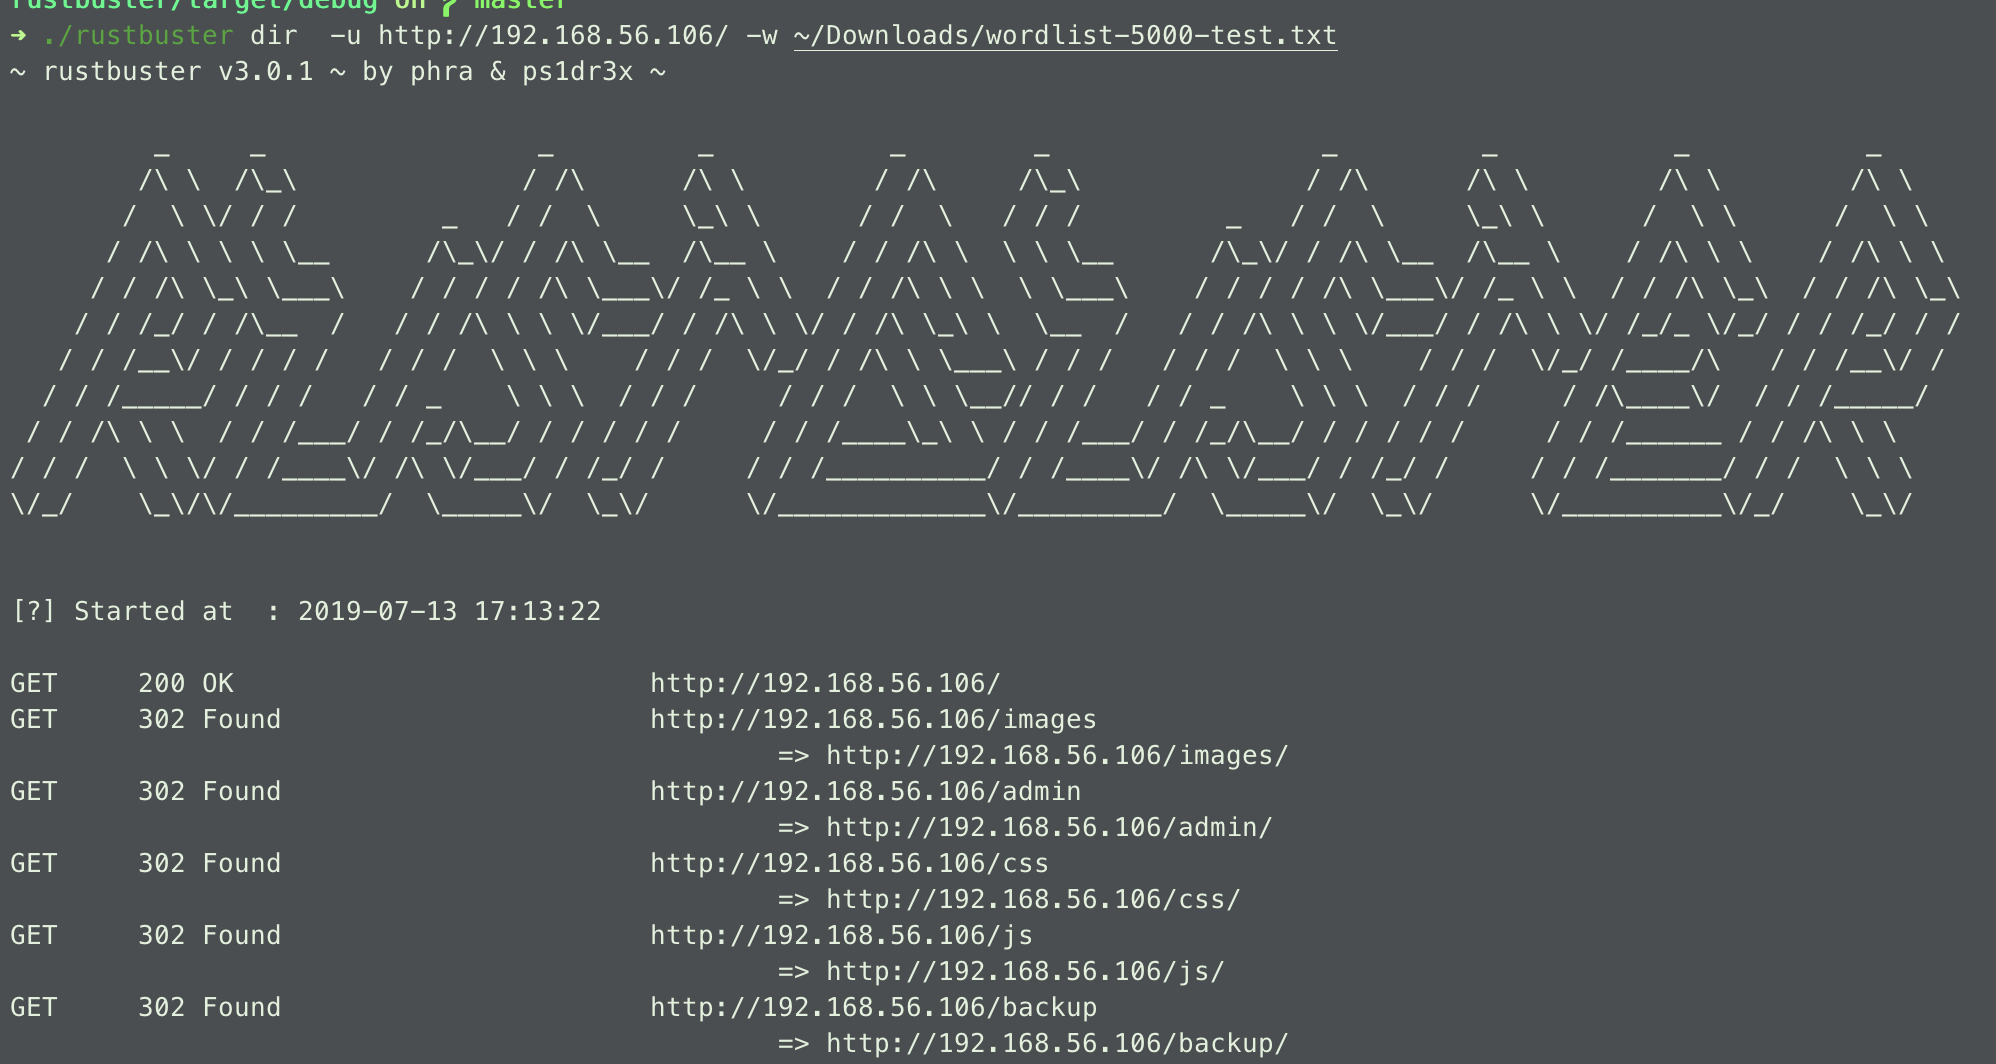 rustbuster/target/debug on master
➜ ./rustbuster dir  -u http://192.168.56.106/ -w ~/Downloads/wordlist-5000-test.txt
~ rustbuster v3.0.1 ~ by phra & ps1dr3x ~
[?] Started at  : 2019-07-13 17:13:22
GET     200 OK                          http://192.168.56.106/
GET     302 Found                       http://192.168.56.106/images
                                                => http://192.168.56.106/images/
GET     302 Found                       http://192.168.56.106/admin
                                                => http://192.168.56.106/admin/
GET     302 Found                       http://192.168.56.106/css
                                                => http://192.168.56.106/css/
GET     302 Found                       http://192.168.56.106/js
                                                => http://192.168.56.106/js/
GET     302 Found                       http://192.168.56.106/backup
                                                => http://192.168.56.106/backup/